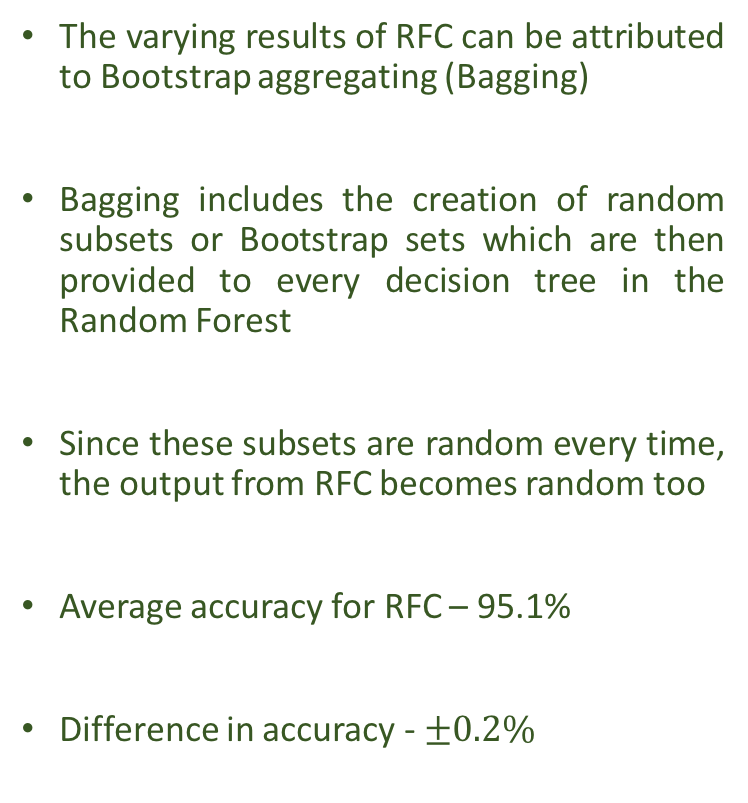 • The varying results of RFC can be attributed
to Bootstrap aggregating (Bagging)
• Bagging includes the creation of random
subsets or Bootstrap sets which are then
provided to every decision tree in the
Random Forest
• Since these subsets are random every time,
the output from RFC becomes random too
• Average accuracy for RFC – 95.1%
• Difference in accuracy - ±0.2%